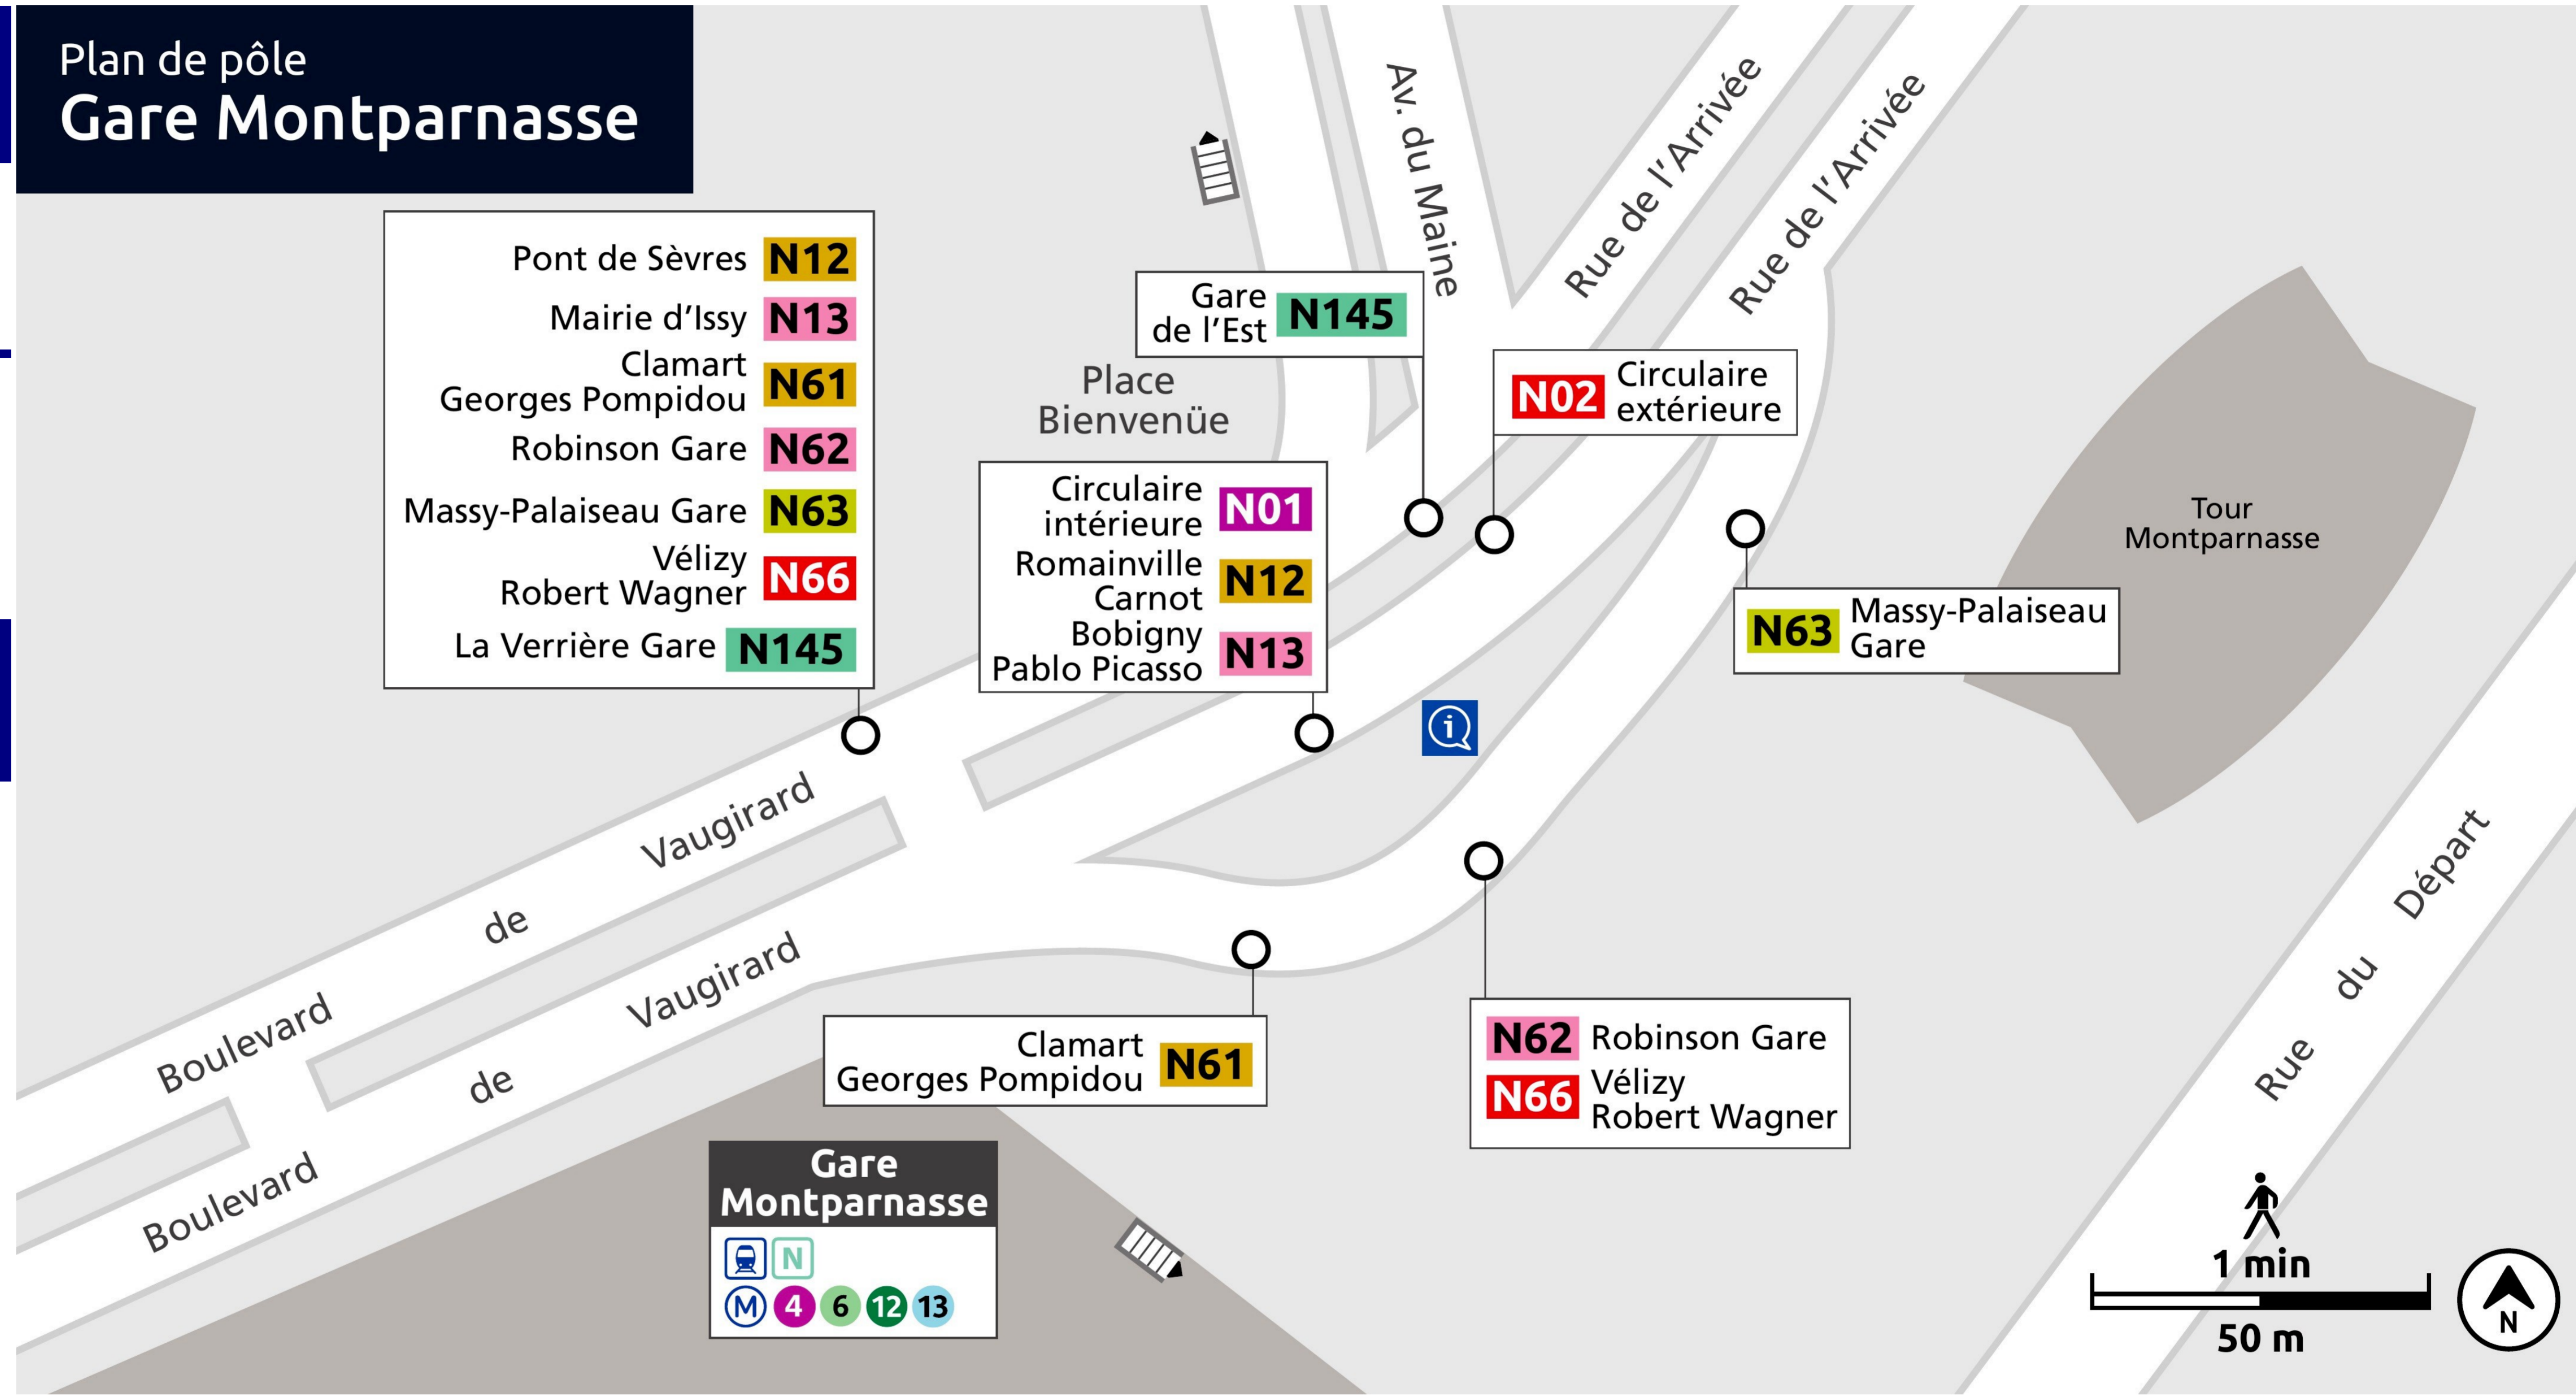 Plan de pôle
Gare Montparnasse
Pont de Sèvres N12
Mairie d'Issy N13
Clamart
Georges Pompidou N61
Robinson Gare N62
Massy-Palaiseau Gare N63
Vélizy
Robert Wagner N66
La Verrière Gare N145
Av. du Maine
Rue de l'Arrivée
Rue de l'Arrivée
Gare
de l'Est N145
Place
Bienvenüe
N02 Circulaire
extérieure
Circulaire
intérieure N01
Romainville
Carnot N12
Bobigny
Pablo Picasso N13
Tour
Montparnasse
N63 Massy-Palaiseau
Gare
i
Boulevard de Vaugirard
Boulevard de Vaugirard
Clamart
Georges Pompidou N61
N62 Robinson Gare
N66 Vélizy
Robert Wagner
Rue du Départ
Gare
Montparnasse
N
M 4 6 12 13
1 min
50 m
N